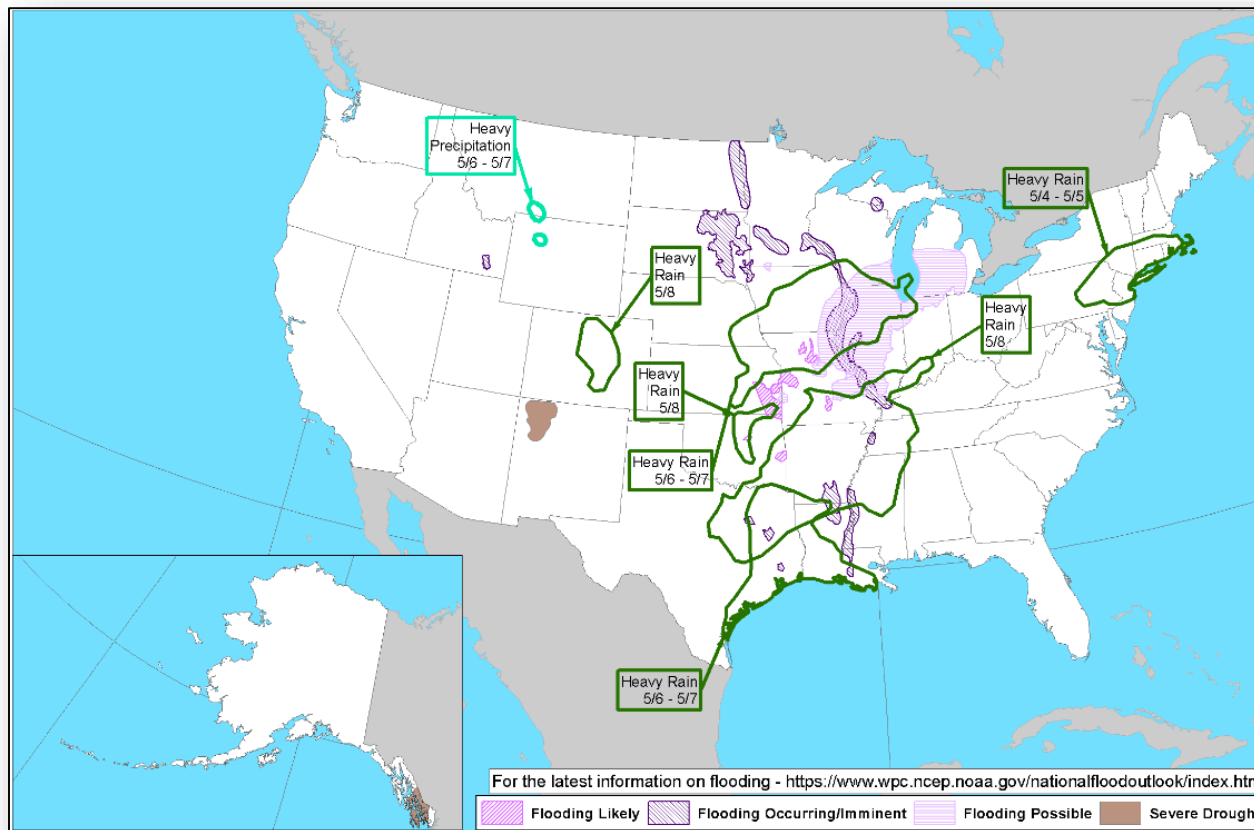 Heavy
Precipitation
5/6 - 5/7
Heavy Rain
5/4 - 5/5
Heavy
Rain
5/8
Heavy
Rain
5/8
Heavy
Rain
5/8
Heavy Rain
5/6 - 5/7
Heavy Rain
5/6 - 5/7
For the latest information on flooding - https://www.wpc.ncep.noaa.gov/nationalfloodoutlook/index.htm
Flooding Likely
Flooding Occurring/Imminent
Flooding Possible
Severe Drough